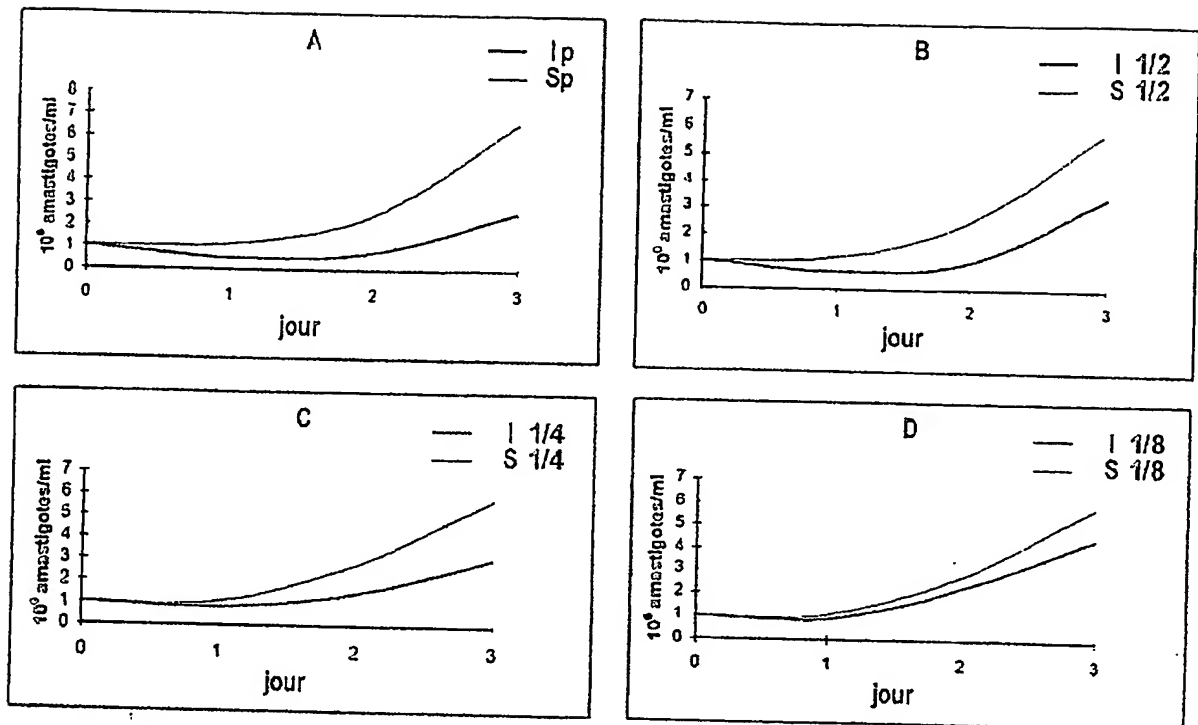 A
Ip
Sp
10⁶ amastigotes/ml
8
7
6
5
4
3
2
1
0
0 1 2 3
jour
B
I 1/2
S 1/2
10⁶ amastigotes/ml
7
6
5
4
3
2
1
0
0 1 2 3
jour
C
I 1/4
S 1/4
10⁶ amastigotes/ml
7
6
5
4
3
2
1
0
0 1 2 3
jour
D
I 1/8
S 1/8
10⁶ amastigotes/ml
7
6
5
4
3
2
1
0
0 1 2 3
jour